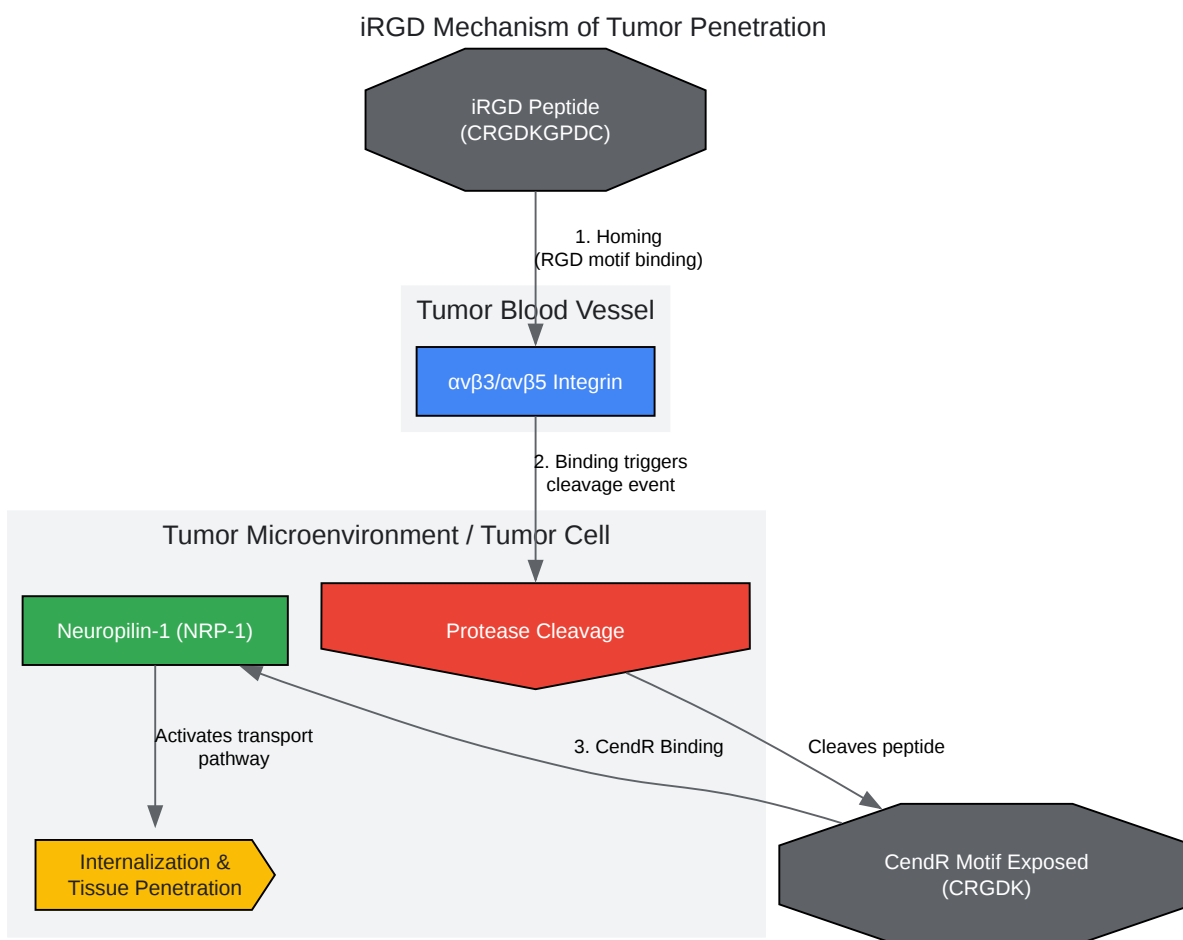 iRGD Mechanism of Tumor Penetration
iRGD Peptide
(CRGDKGPDC)
1. Homing
(RGD motif binding)
Tumor Blood Vessel
αvβ3/αvβ5 Integrin
2. Binding triggers
cleavage event
Tumor Microenvironment / Tumor Cell
Neuropilin-1 (NRP-1)
Protease Cleavage
Activates transport
pathway
3. CendR Binding
Cleaves peptide
Internalization &
Tissue Penetration
CendR Motif Exposed
(CRGDK)